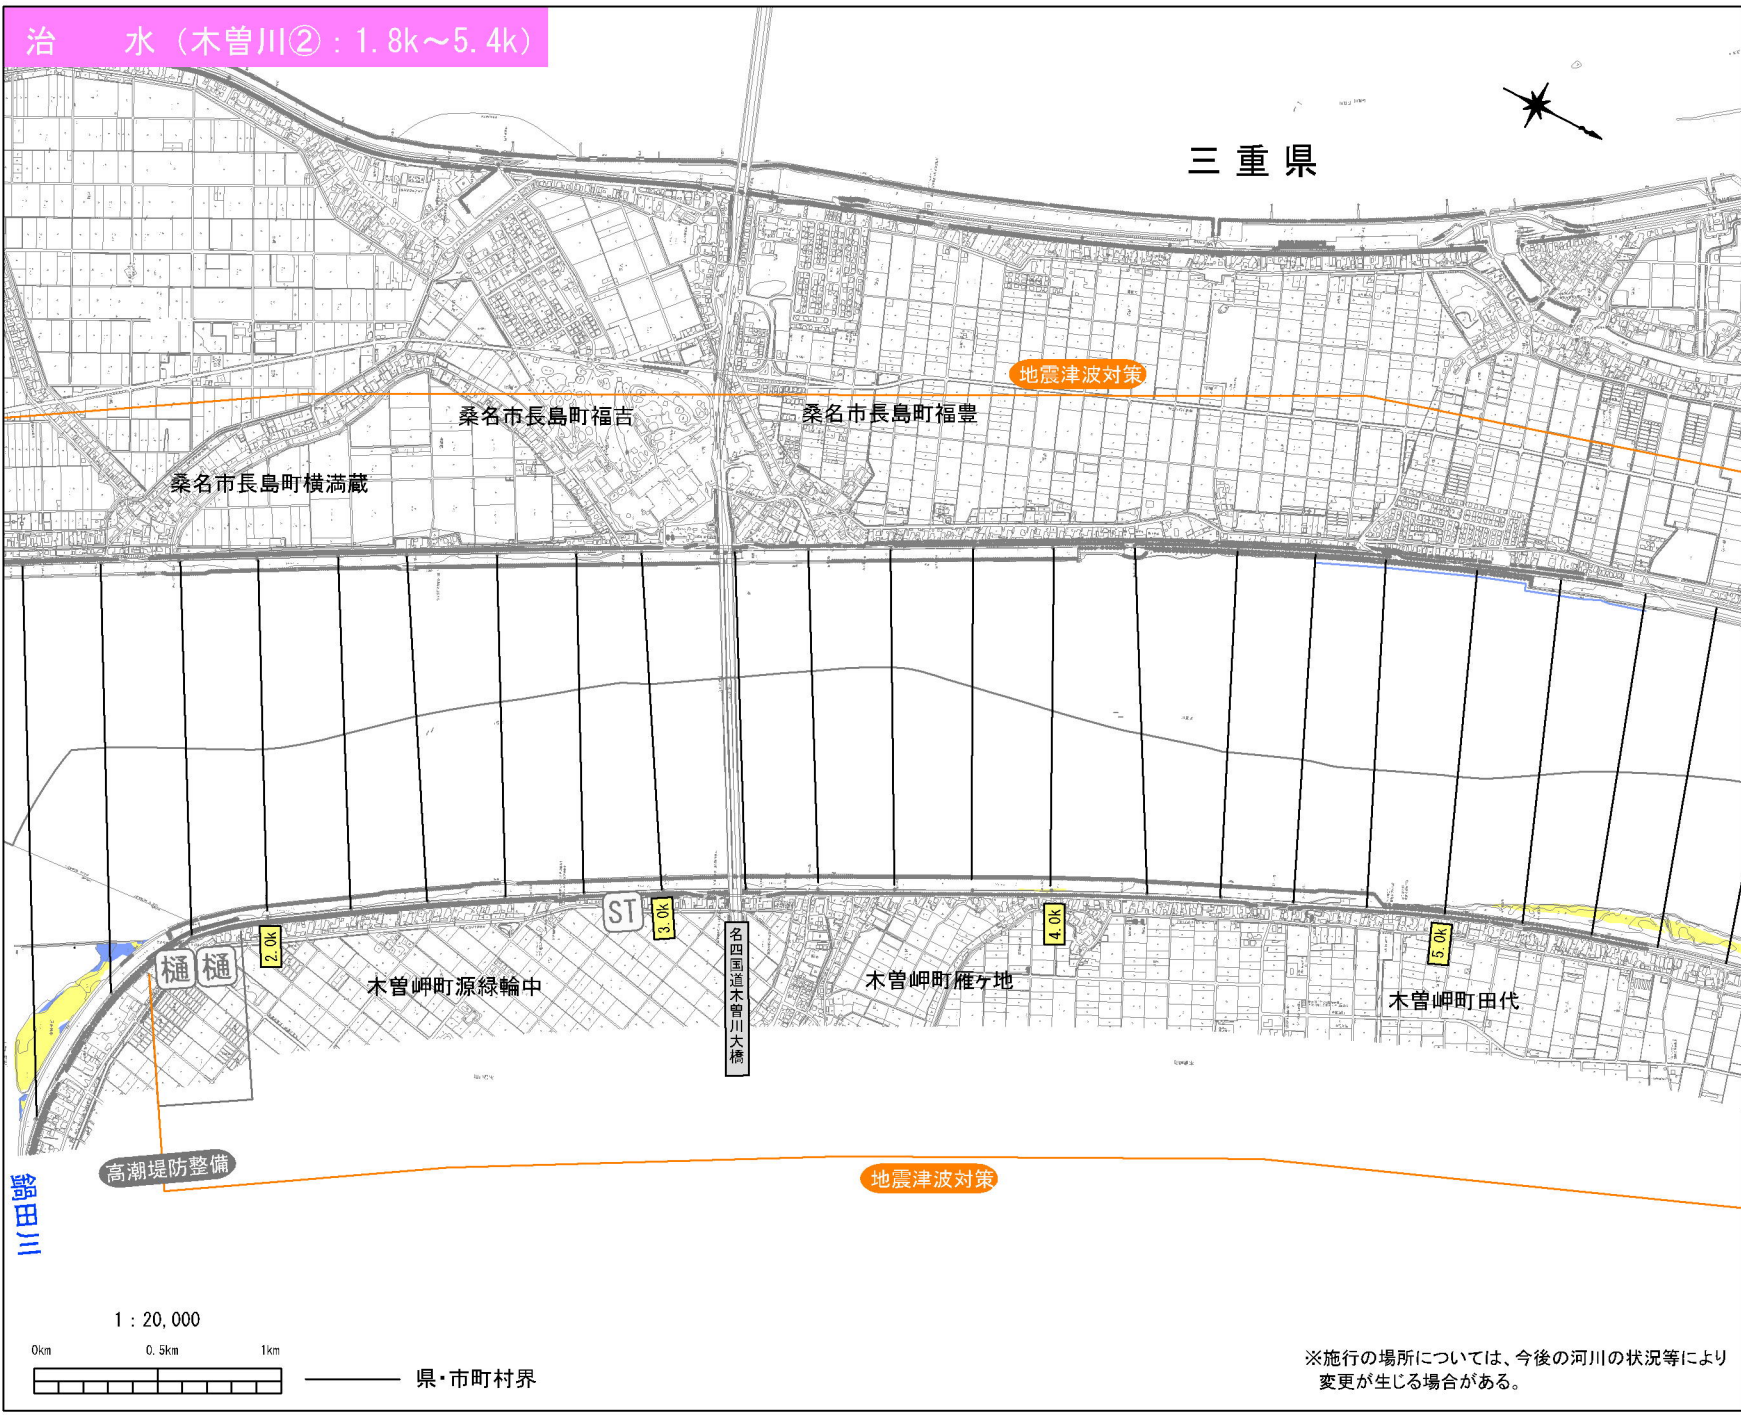 治　　水（木曽川②：1.8k～5.4k）
三重県
地震津波対策
桑名市長島町福吉
桑名市長島町福豊
桑名市長島町横満蔵
ST
3.0k
2.0k
4.0k
5.0k
樋
樋
木曽岬町源緑輪中
名四国道木曽川大橋
木曽岬町雁ケ地
木曽岬町田代
高潮堤防整備
地震津波対策
鍋田川
1：20,000
0km 0.5km 1km
県・市町村界
※施行の場所については、今後の河川の状況等により
変更が生じる場合がある。